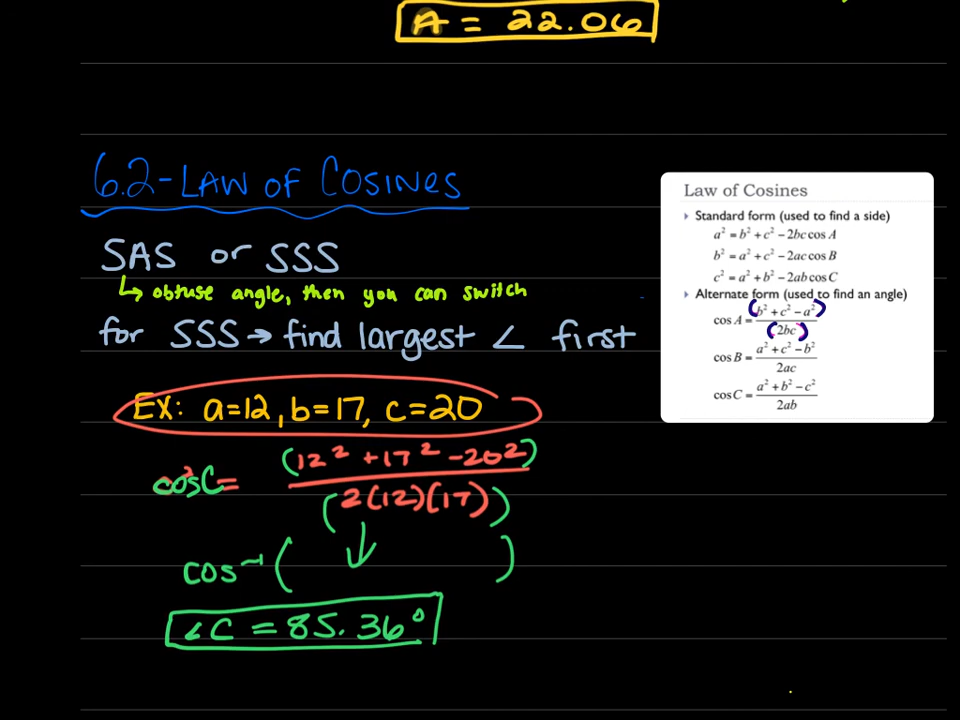 A = 22.06
6.2-LAW OF COSINES
SAS or SSS
↳ obtuse angle, then you can switch
for SSS → find largest ∠ first
EX: a=12, b=17, c=20
cosC= (12² +17² -20²)
(2(12)(17))
cos⁻¹ ( )
∠C = 85.36°
Law of Cosines
Standard form (used to find a side)
a² = b² + c² − 2bc cos A
b² = a² + c² − 2ac cos B
c² = a² + b² − 2ab cos C
Alternate form (used to find an angle)
cos A = (b² + c² − a²)
(2bc)
cos B = a² + c² − b²
2ac
cos C = a² + b² − c²
2ab